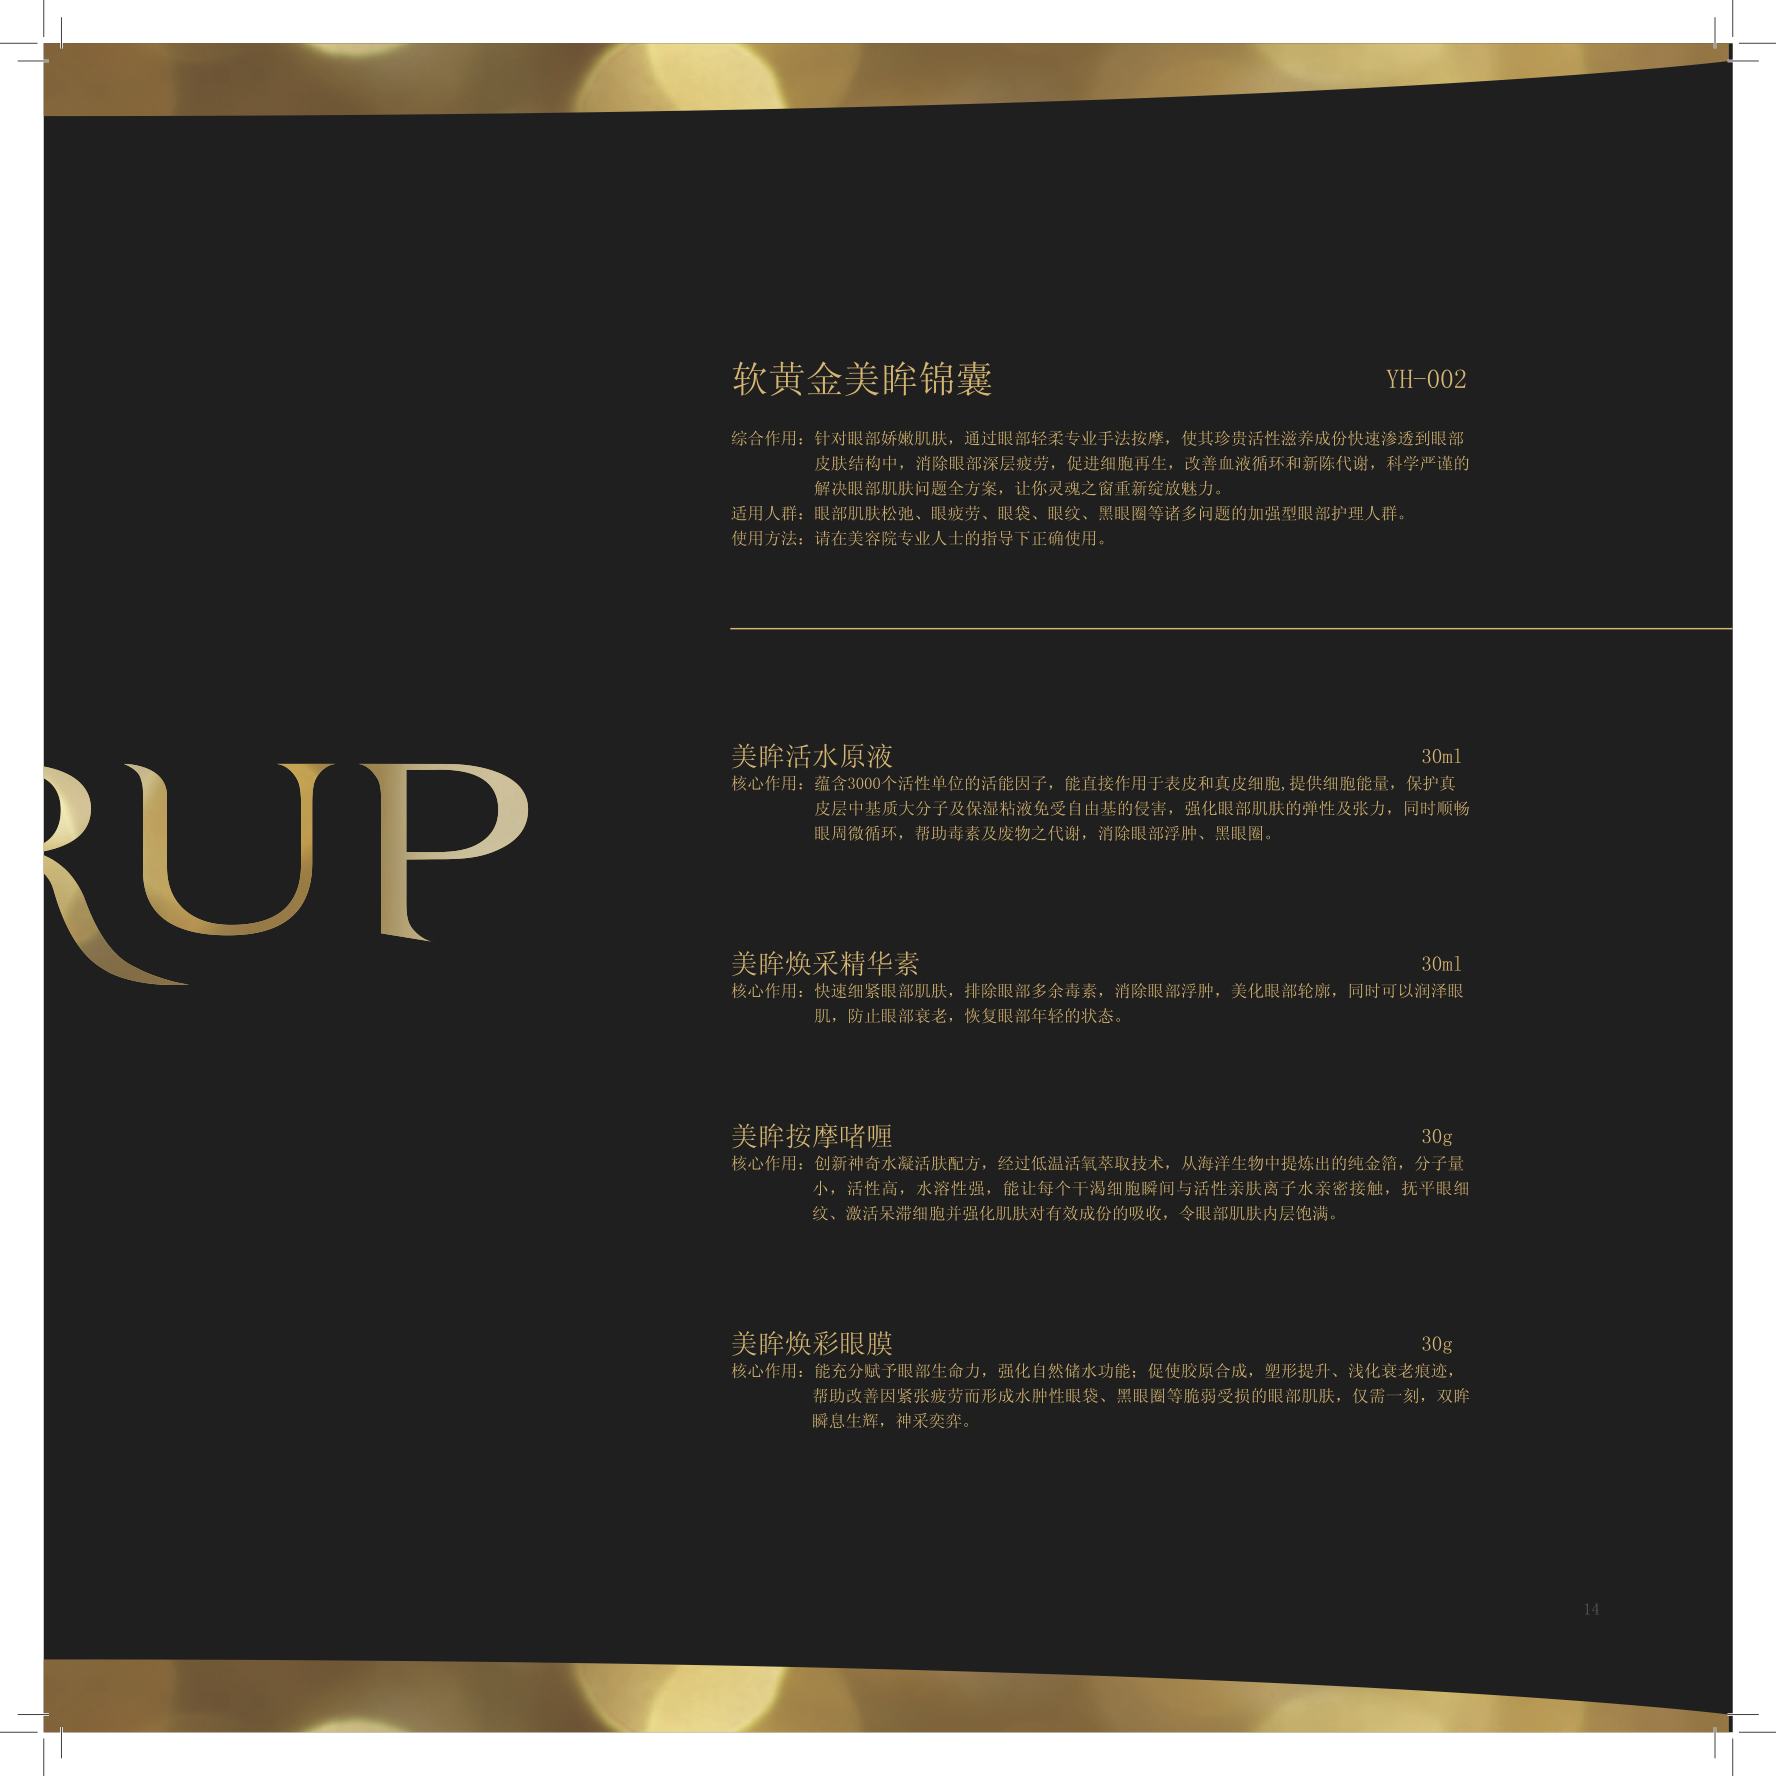 软黄金美眸锦囊 YH-002
综合作用：针对眼部娇嫩肌肤，通过眼部轻柔专业手法按摩，使其珍贵活性滋养成份快速渗透到眼部
皮肤结构中，消除眼部深层疲劳，促进细胞再生，改善血液循环和新陈代谢，科学严谨的
解决眼部肌肤问题全方案，让你灵魂之窗重新绽放魅力。
适用人群：眼部肌肤松弛、眼疲劳、眼袋、眼纹、黑眼圈等诸多问题的加强型眼部护理人群。
使用方法：请在美容院专业人士的指导下正确使用。
RUP
美眸活水原液 30ml
核心作用：蕴含3000个活性单位的活能因子，能直接作用于表皮和真皮细胞,提供细胞能量，保护真
皮层中基质大分子及保湿粘液免受自由基的侵害，强化眼部肌肤的弹性及张力，同时顺畅
眼周微循环，帮助毒素及废物之代谢，消除眼部浮肿、黑眼圈。
美眸焕采精华素 30ml
核心作用：快速细紧眼部肌肤，排除眼部多余毒素，消除眼部浮肿，美化眼部轮廓，同时可以润泽眼
肌，防止眼部衰老，恢复眼部年轻的状态。
美眸按摩啫喱 30g
核心作用：创新神奇水凝活肤配方，经过低温活氧萃取技术，从海洋生物中提炼出的纯金箔，分子量
小，活性高，水溶性强，能让每个干渴细胞瞬间与活性亲肤离子水亲密接触，抚平眼细
纹、激活呆滞细胞并强化肌肤对有效成份的吸收，令眼部肌肤内层饱满。
美眸焕彩眼膜 30g
核心作用：能充分赋予眼部生命力，强化自然储水功能；促使胶原合成，塑形提升、浅化衰老痕迹，
帮助改善因紧张疲劳而形成水肿性眼袋、黑眼圈等脆弱受损的眼部肌肤，仅需一刻，双眸
瞬息生辉，神采奕奕。
14